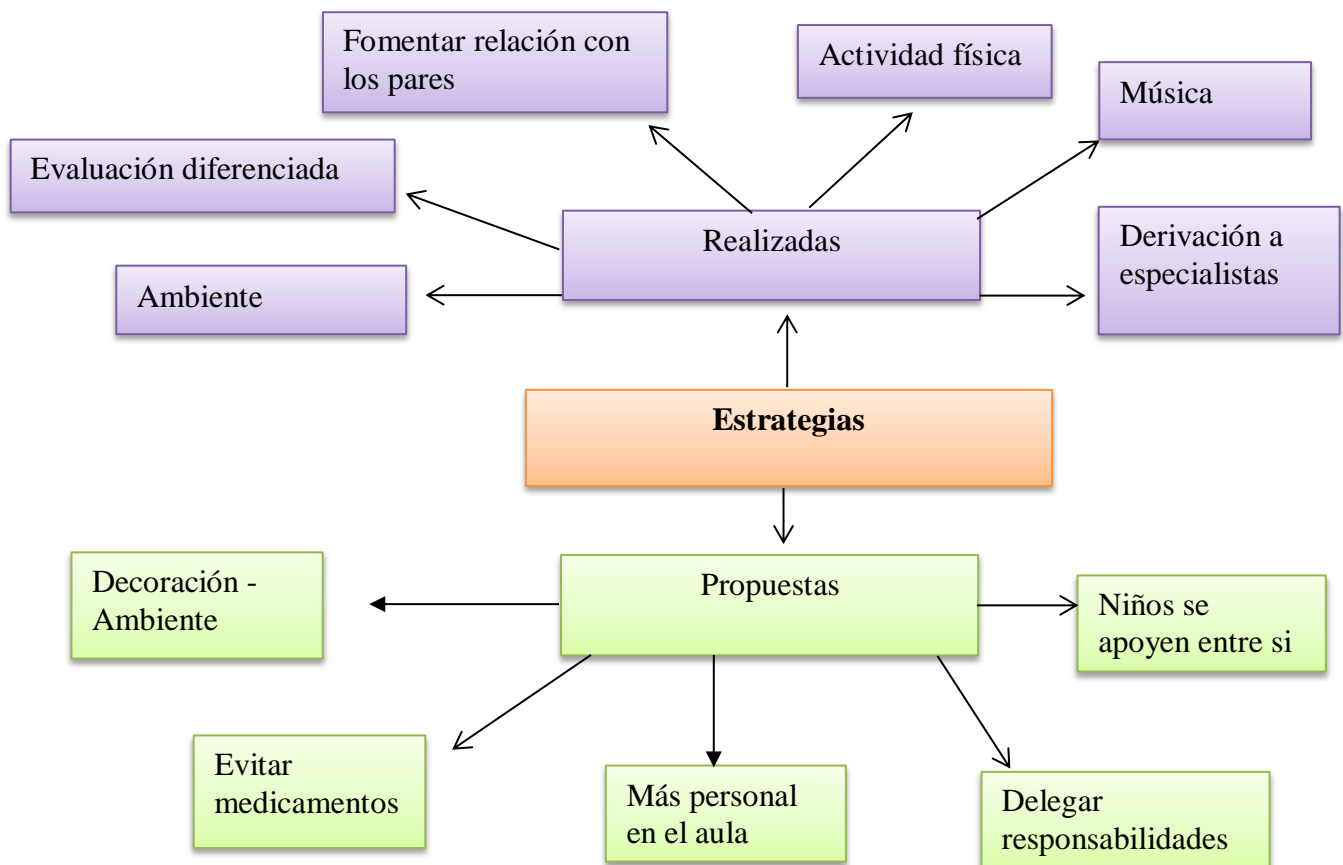 Fomentar relación con
los pares
Actividad física
Música
Evaluación diferenciada
Realizadas
Derivación a
especialistas
Ambiente
Estrategias
Decoración -
Ambiente
Propuestas
Niños se
apoyen entre si
Evitar
medicamentos
Más personal
en el aula
Delegar
responsabilidades